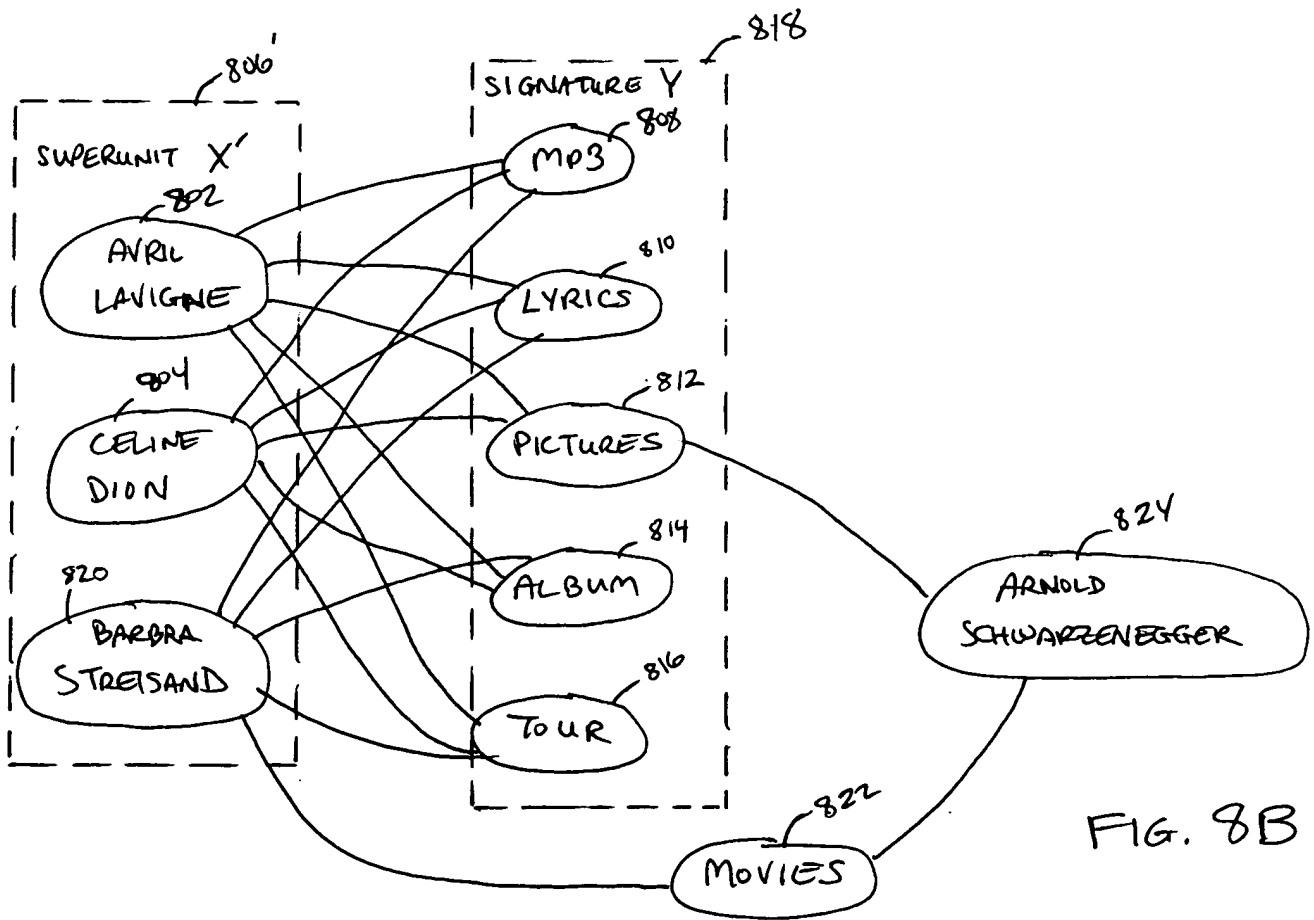 818
806'
SIGNATURE Y
SUPERUNIT X'
808
MP3
802
AVRIL
LAVIGNE
810
LYRICS
804
CELINE
DION
812
PICTURES
814
ALBUM
820
BARBRA
STREISAND
816
TOUR
824
ARNOLD
SCHWARZENEGGER
822
MOVIES
FIG. 8B